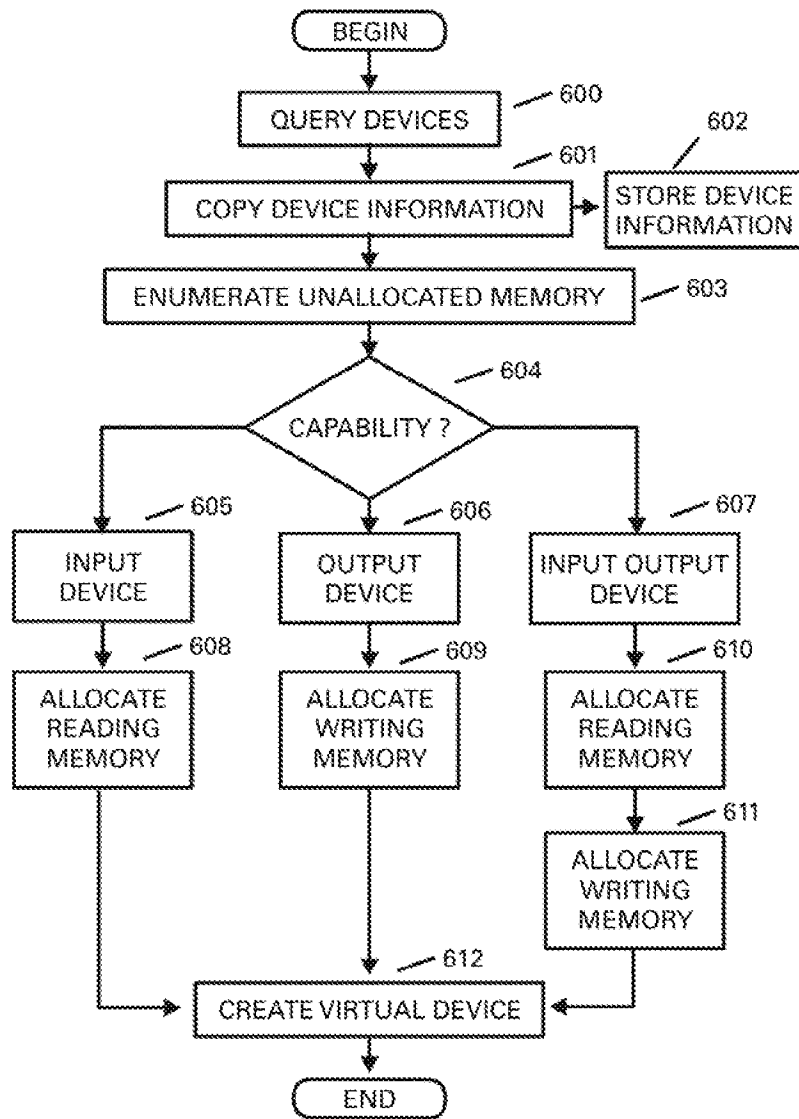 BEGIN
600
QUERY DEVICES
601
602
COPY DEVICE INFORMATION
STORE DEVICE
INFORMATION
ENUMERATE UNALLOCATED MEMORY
603
604
CAPABILITY ?
605
606
607
INPUT
DEVICE
OUTPUT
DEVICE
INPUT OUTPUT
DEVICE
608
609
610
ALLOCATE
READING
MEMORY
ALLOCATE
WRITING
MEMORY
ALLOCATE
READING
MEMORY
611
ALLOCATE
WRITING
MEMORY
612
CREATE VIRTUAL DEVICE
END